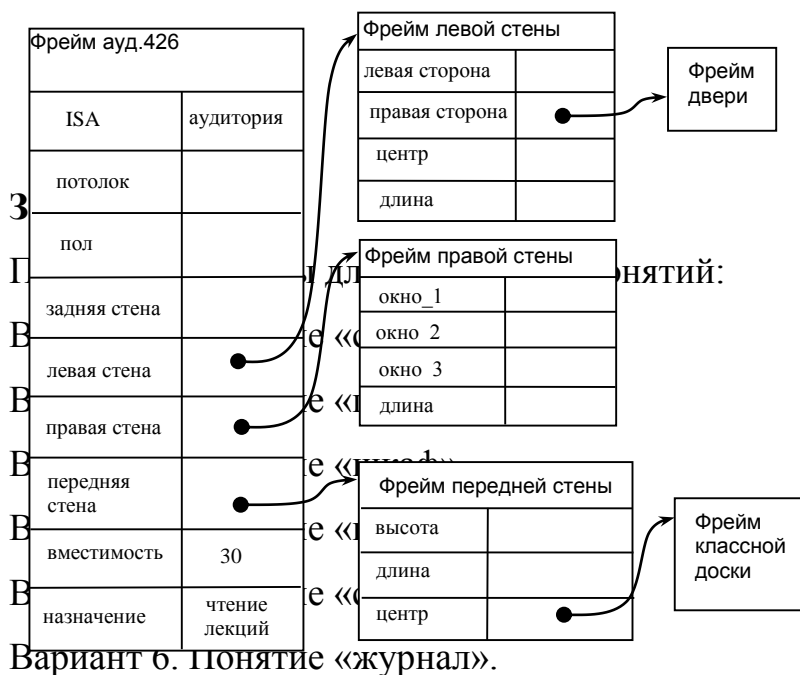 Фрейм ауд.426
ISA аудитория
потолок
пол
задняя стена
левая стена
правая стена
передняя
стена
вместимость 30
назначение чтение
лекций
Фрейм левой стены
левая сторона
правая сторона
центр
длина
Фрейм
двери
Фрейм правой стены
окно_1
окно 2
окно 3
длина
Фрейм передней стены
высота
длина
центр
Фрейм
классной
доски
Вариант 6. Понятие «журнал».